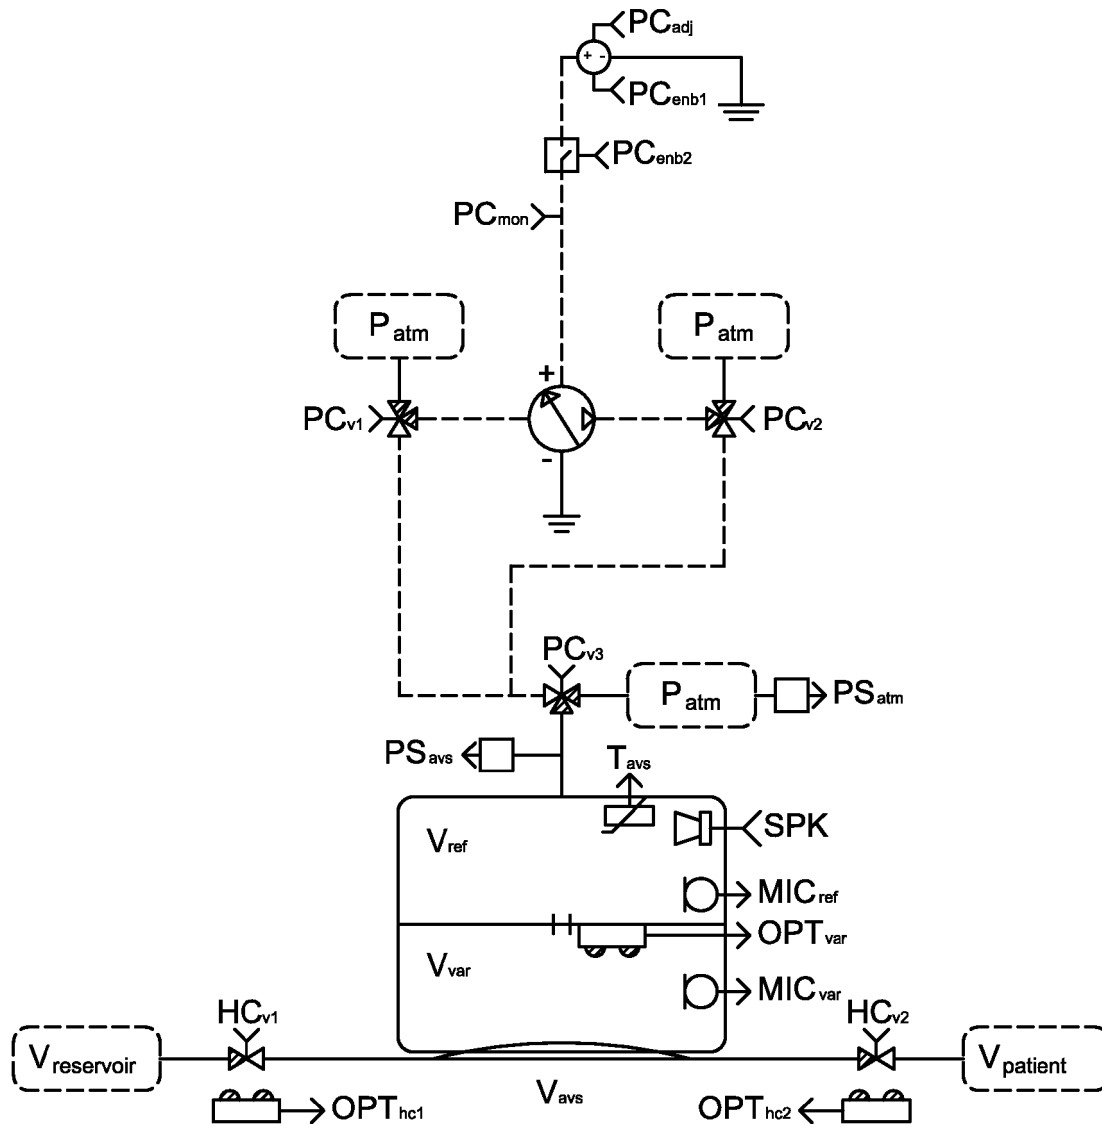 PCadj
+ -
PCenb1
PCenb2
PCmon
Patm
Patm
+
PCv1
PCv2
-
PCv3
Patm
PSatm
PSavs
Tavs
Vref
SPK
MICref
OPTvar
Vvar
MICvar
HCv1
HCv2
Vreservoir
Vpatient
Vavs
OPThc1
OPThc2